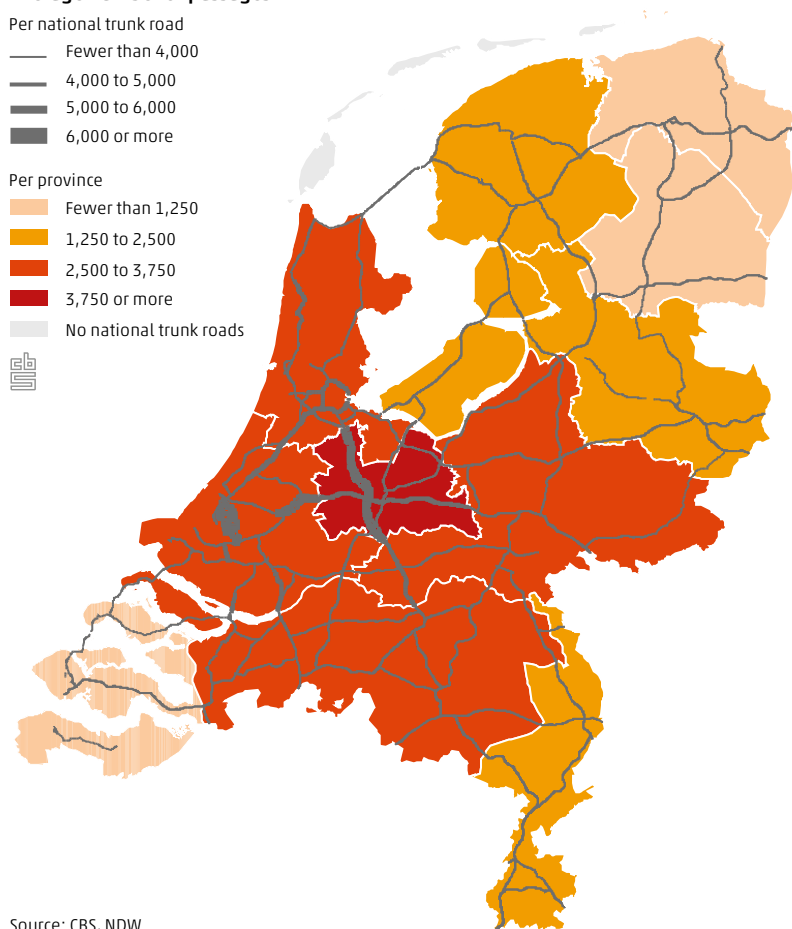 Per national trunk road
Fewer than 4,000
4,000 to 5,000
5,000 to 6,000
6,000 or more
Per province
Fewer than 1,250
1,250 to 2,500
2,500 to 3,750
3,750 or more
No national trunk roads
cbs
Source: CBS, NDW